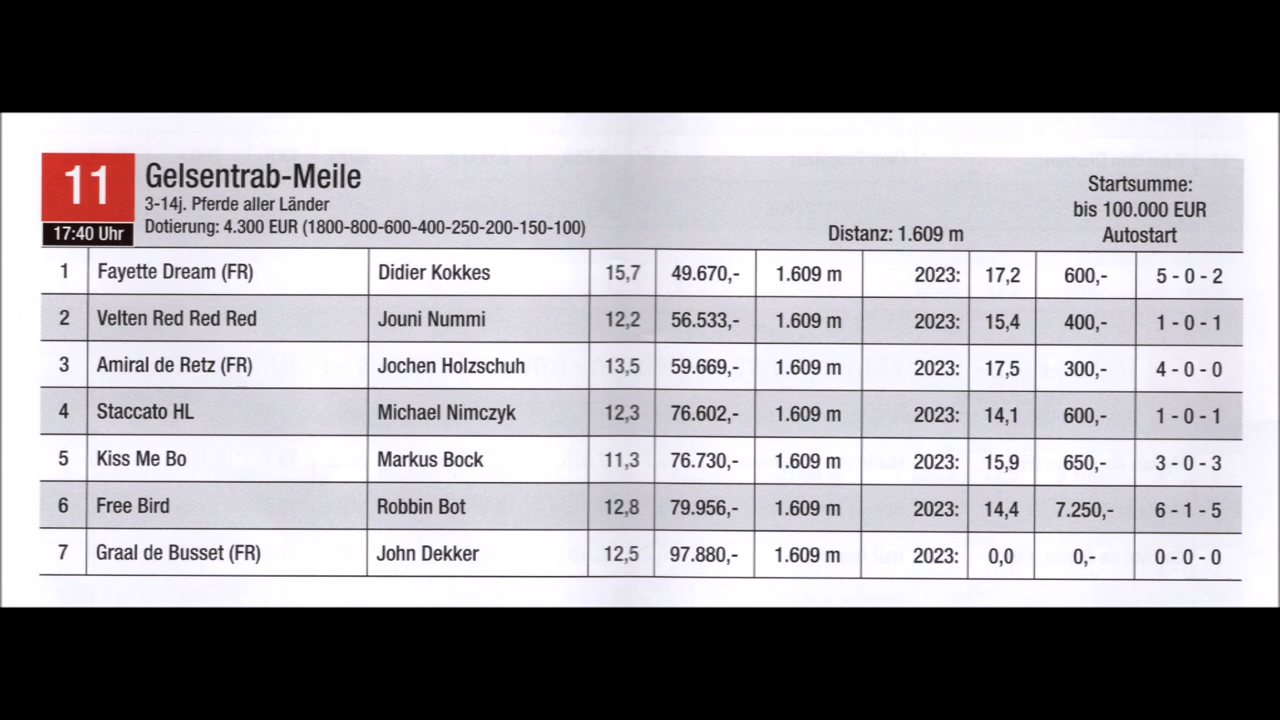 11
17:40 Uhr
Gelsentrab-Meile
3-14j. Pferde aller Länder
Dotierung: 4.300 EUR (1800-800-600-400-250-200-150-100)
Distanz: 1.609 m
Startsumme:
bis 100.000 EUR
Autostart
1 Fayette Dream (FR) Didier Kokkes 15,7 49.670,- 1.609 m 2023: 17,2 600,- 5 - 0 - 2
2 Velten Red Red Red Jouni Nummi 12,2 56.533,- 1.609 m 2023: 15,4 400,- 1 - 0 - 1
3 Amiral de Retz (FR) Jochen Holzschuh 13,5 59.669,- 1.609 m 2023: 17,5 300,- 4 - 0 - 0
4 Staccato HL Michael Nimczyk 12,3 76.602,- 1.609 m 2023: 14,1 600,- 1 - 0 - 1
5 Kiss Me Bo Markus Bock 11,3 76.730,- 1.609 m 2023: 15,9 650,- 3 - 0 - 3
6 Free Bird Robbin Bot 12,8 79.956,- 1.609 m 2023: 14,4 7.250,- 6 - 1 - 5
7 Graal de Busset (FR) John Dekker 12,5 97.880,- 1.609 m 2023: 0,0 0,- 0 - 0 - 0